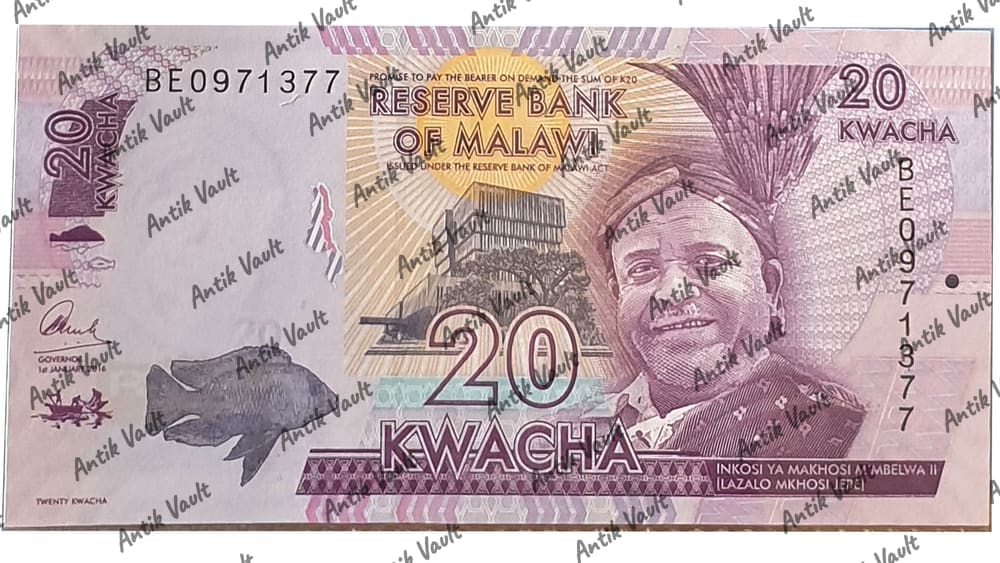 BE0971377
PROMISE TO PAY THE BEARER ON DEMAND THE SUM OF K20
RESERVE BANK
OF MALAWI
ISSUED UNDER THE RESERVE BANK OF MALAWI ACT
20
KWACHA
20
KWACHA
BE0971377
GOVERNOR
1st JANUARY 2016
20
KWACHA
TWENTY KWACHA
INKOSI YA MAKHOSI M'MBELWA II
(LAZALO MKHOSI JERE)
Antik Vault